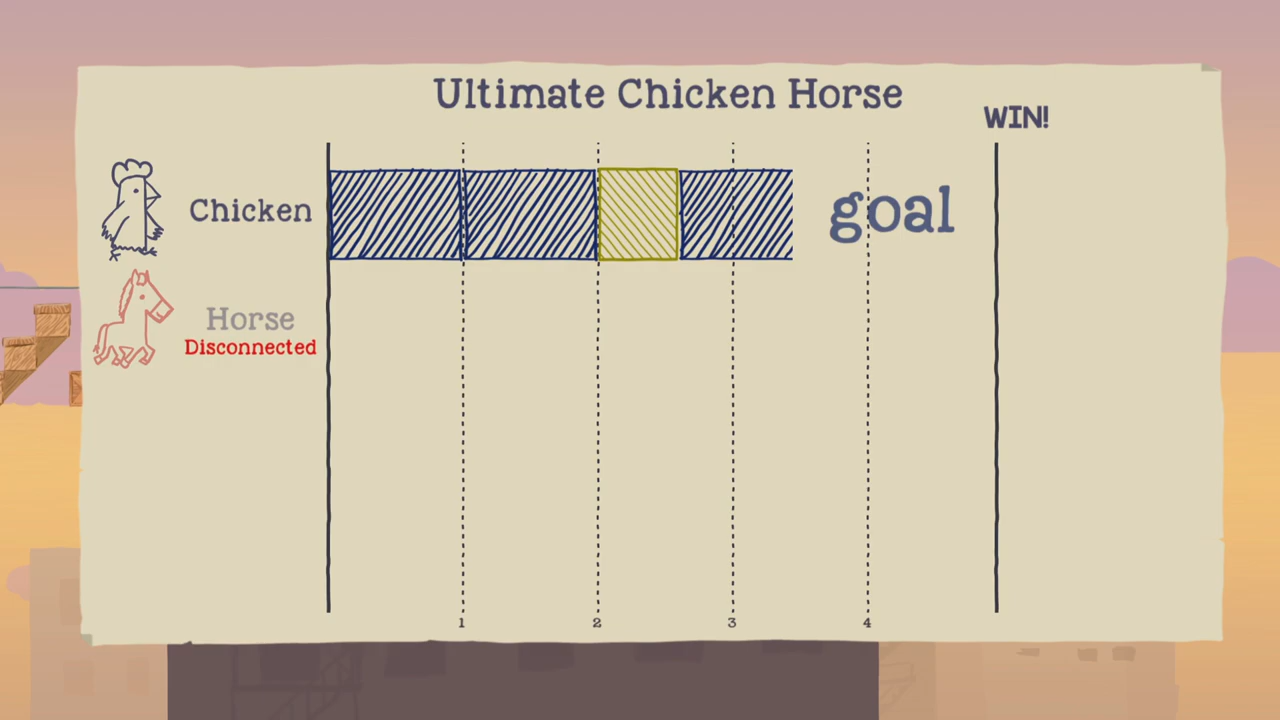 Ultimate Chicken Horse
WIN!
Chicken
goal
Horse
Disconnected
1 2 3 4